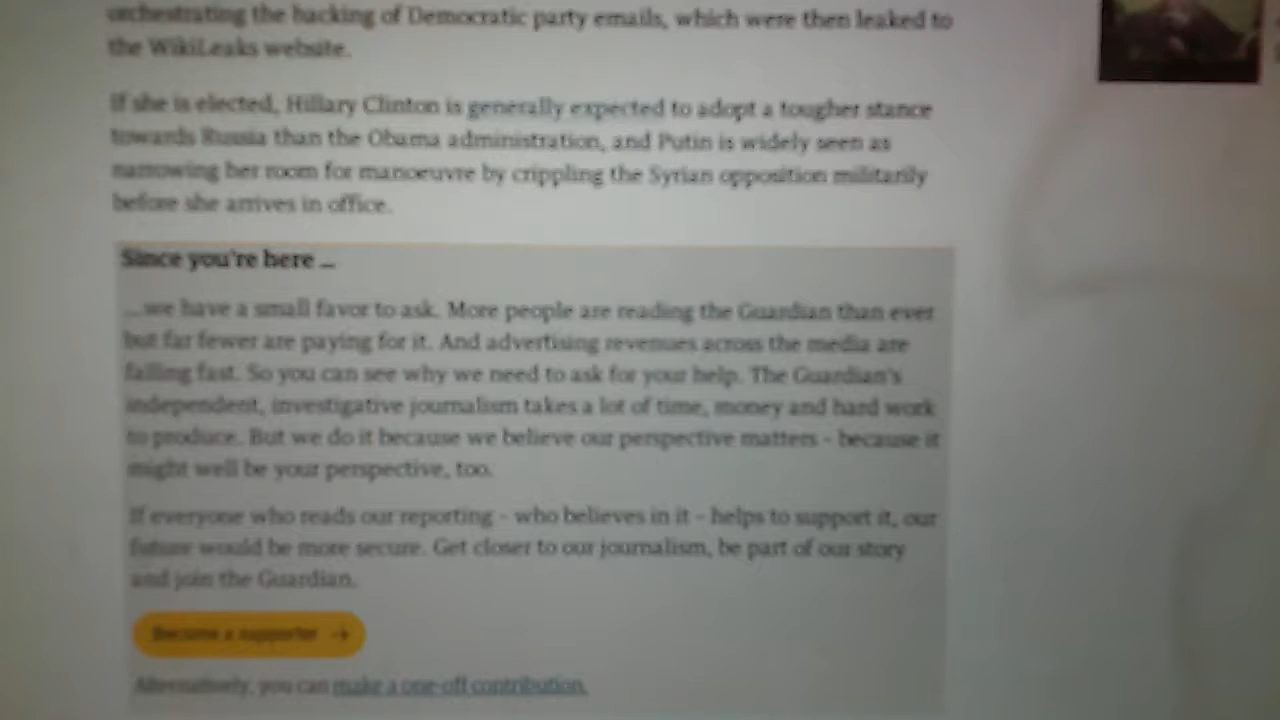 orchestrating the hacking of Democratic party emails, which were then leaked to
the WikiLeaks website.
If she is elected, Hillary Clinton is generally expected to adopt a tougher stance
towards Russia than the Obama administration, and Putin is widely seen as
narrowing her room for manoeuvre by crippling the Syrian opposition militarily
before she arrives in office.
Since you're here ...
...we have a small favor to ask. More people are reading the Guardian than ever
but far fewer are paying for it. And advertising revenues across the media are
falling fast. So you can see why we need to ask for your help. The Guardian's
independent, investigative journalism takes a lot of time, money and hard work
to produce. But we do it because we believe our perspective matters - because it
might well be your perspective, too.
If everyone who reads our reporting - who believes in it - helps to support it, our
future would be more secure. Get closer to our journalism, be part of our story
and join the Guardian.
Become a supporter →
Alternatively, you can make a one-off contribution.